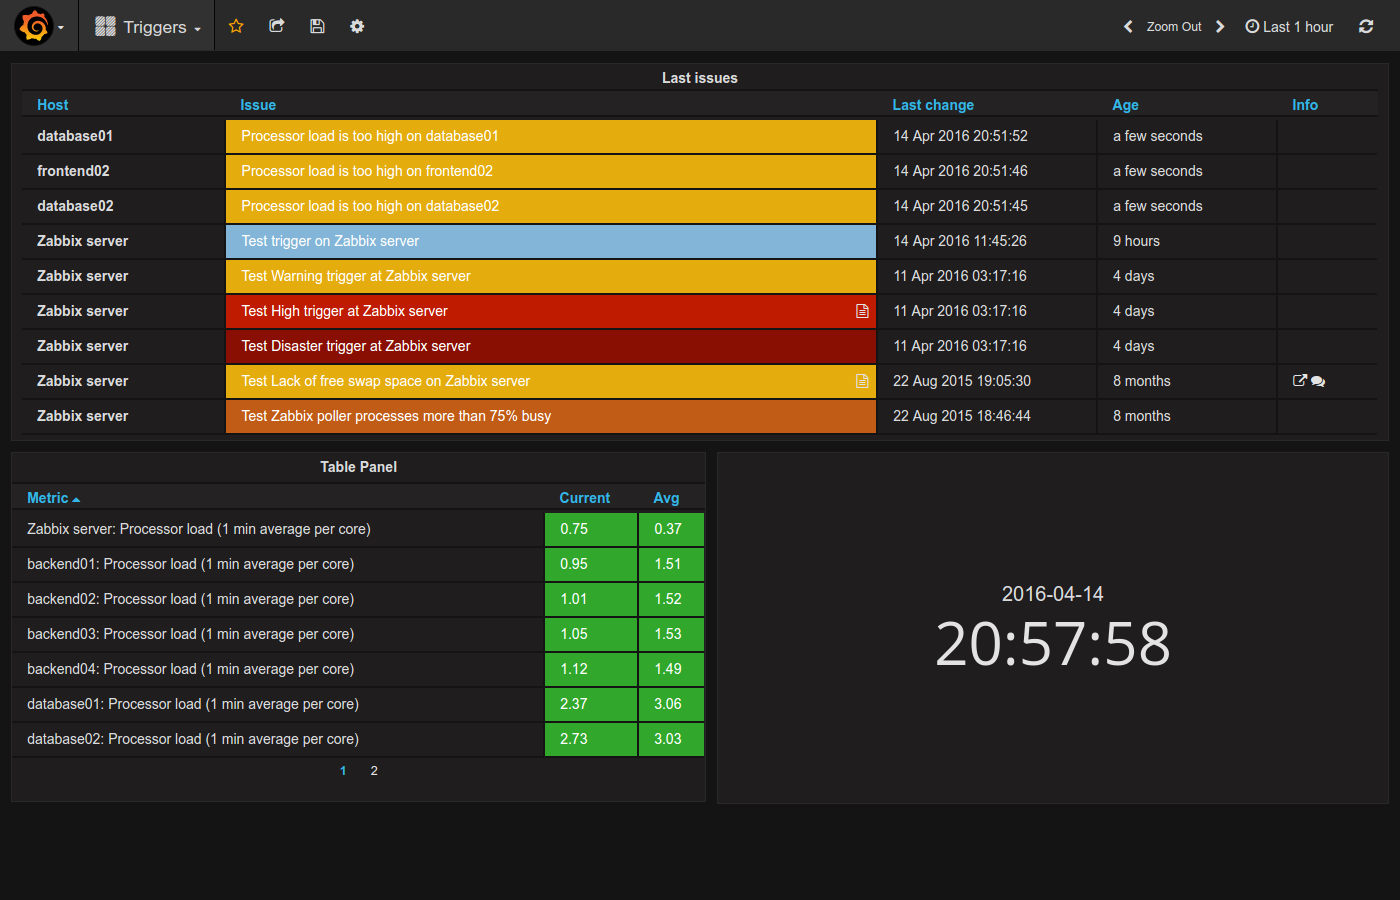 Triggers
Zoom Out Last 1 hour
Last issues
Host Issue Last change Age Info
database01 Processor load is too high on database01 14 Apr 2016 20:51:52 a few seconds
frontend02 Processor load is too high on frontend02 14 Apr 2016 20:51:46 a few seconds
database02 Processor load is too high on database02 14 Apr 2016 20:51:45 a few seconds
Zabbix server Test trigger on Zabbix server 14 Apr 2016 11:45:26 9 hours
Zabbix server Test Warning trigger at Zabbix server 11 Apr 2016 03:17:16 4 days
Zabbix server Test High trigger at Zabbix server 11 Apr 2016 03:17:16 4 days
Zabbix server Test Disaster trigger at Zabbix server 11 Apr 2016 03:17:16 4 days
Zabbix server Test Lack of free swap space on Zabbix server 22 Aug 2015 19:05:30 8 months
Zabbix server Test Zabbix poller processes more than 75% busy 22 Aug 2015 18:46:44 8 months
Table Panel
Metric Current Avg
Zabbix server: Processor load (1 min average per core) 0.75 0.37
backend01: Processor load (1 min average per core) 0.95 1.51
backend02: Processor load (1 min average per core) 1.01 1.52
backend03: Processor load (1 min average per core) 1.05 1.53
backend04: Processor load (1 min average per core) 1.12 1.49
database01: Processor load (1 min average per core) 2.37 3.06
database02: Processor load (1 min average per core) 2.73 3.03
1 2
2016-04-14
20:57:58